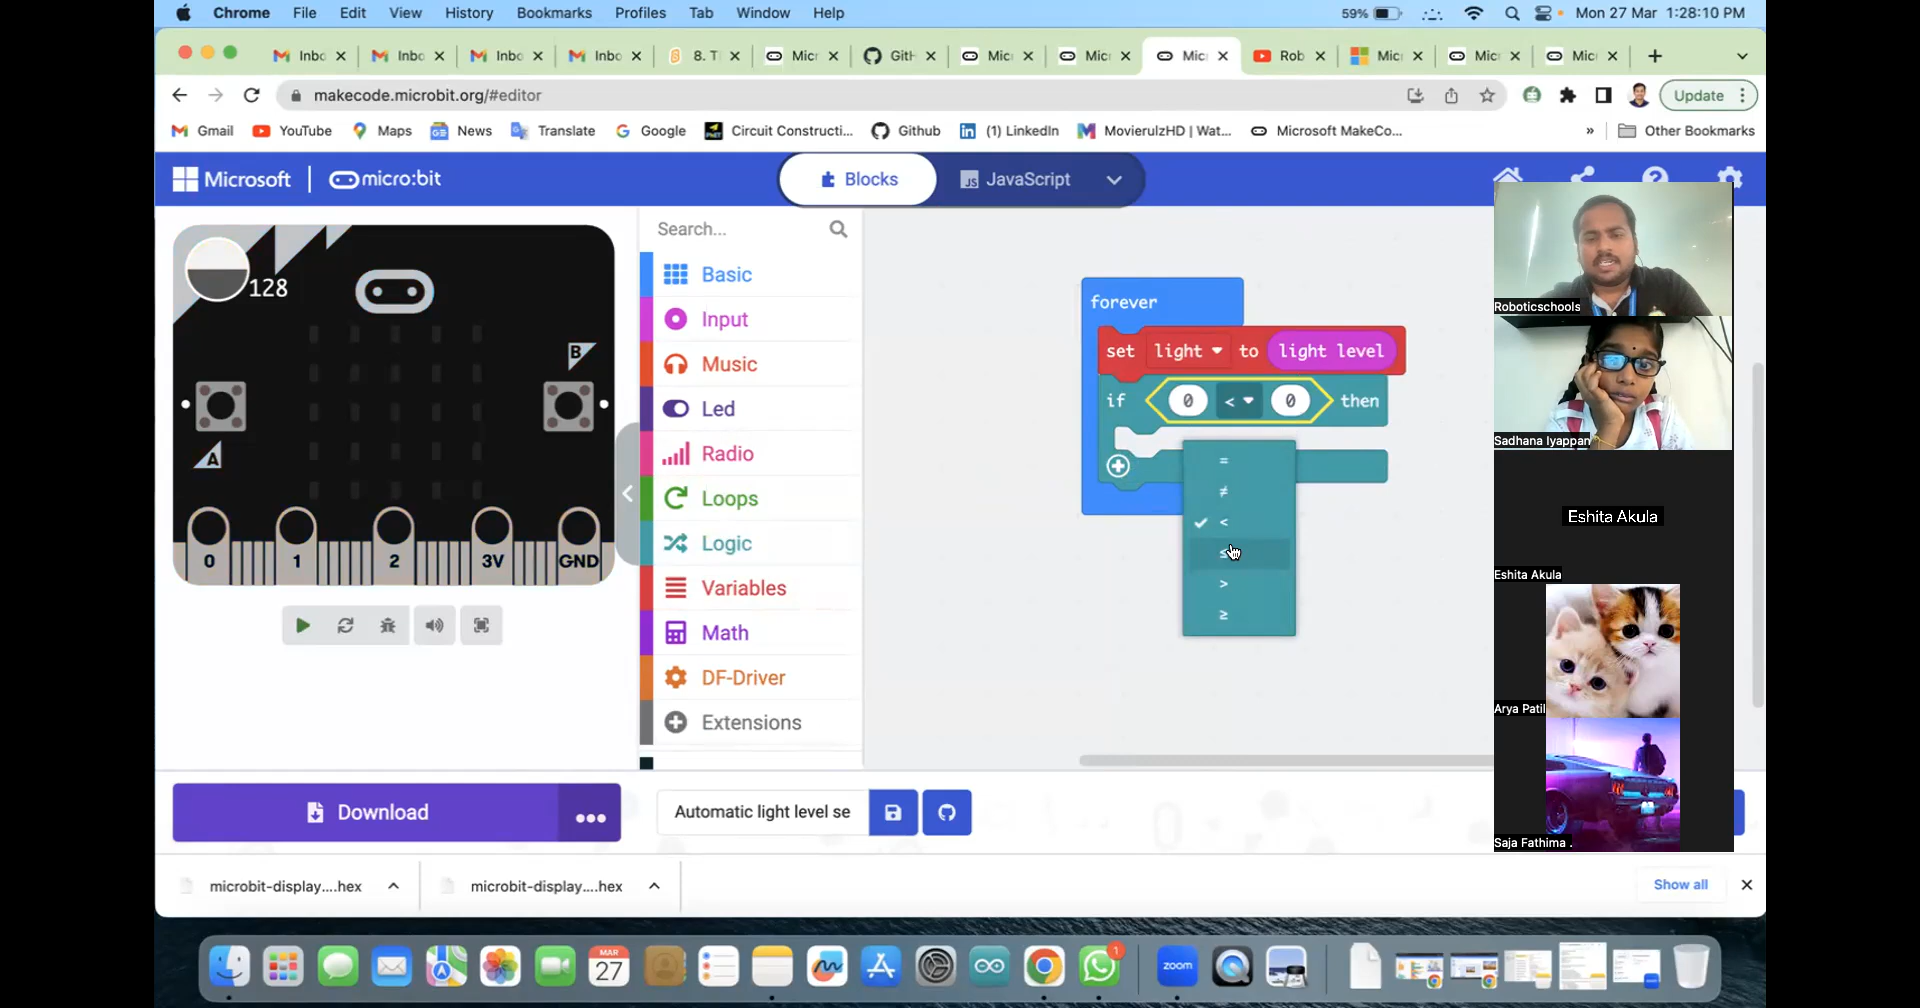 Chrome File Edit View History Bookmarks Profiles Tab Window Help 59% Mon 27 Mar 1:28:10 PM
Inbo Inbo Inbo Inbo 8. T Micr GitH Mic Mic Mic Rob Mic Mic Mic
makecode.microbit.org/#editor Update
Gmail YouTube Maps News Translate Google Circuit Constructi... Github (1) LinkedIn MovierulzHD | Wat... Microsoft MakeCo... » Other Bookmarks
Microsoft | micro:bit Blocks JS JavaScript
Search...
128
B
A
0 1 2 3V GND
Basic
Input
Music
Led
Radio
Loops
Logic
Variables
Math
DF-Driver
Extensions
forever
set light to light level
if 0 < 0 then
=
≠
<
≤
>
≥
Roboticschools
Sadhana Iyappan
Eshita Akula
Eshita Akula
Arya Patil
Saja Fathima .
Download ... Automatic light level se
microbit-display....hex microbit-display....hex Show all
MAR
27
zoom
1